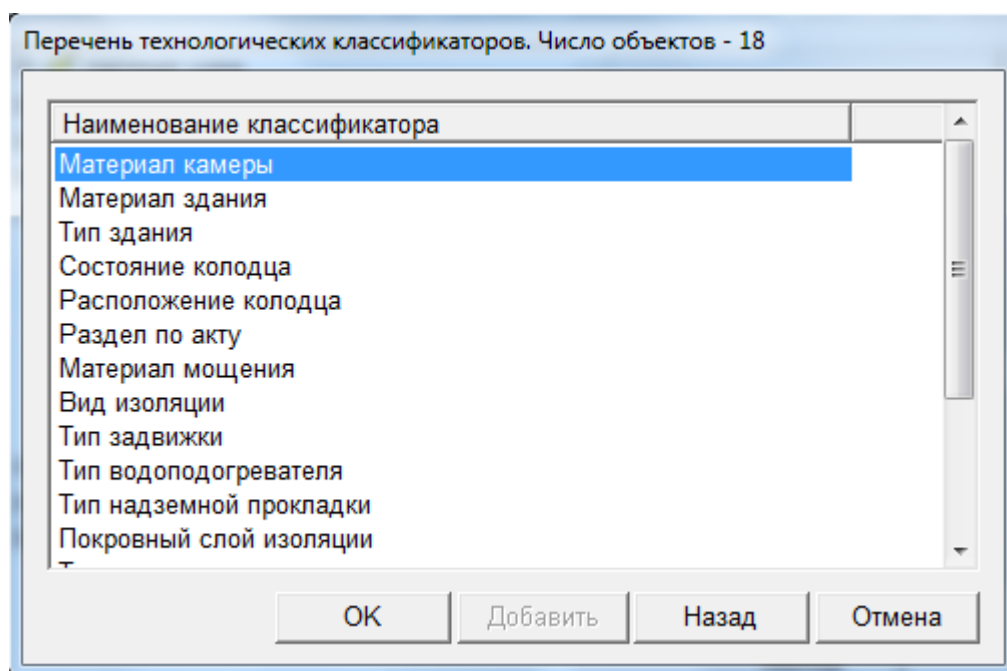 Перечень технологических классификаторов. Число объектов - 18
Наименование классификатора
Материал камеры
Материал здания
Тип здания
Состояние колодца
Расположение колодца
Раздел по акту
Материал мощения
Вид изоляции
Тип задвижки
Тип водоподогревателя
Тип надземной прокладки
Покровный слой изоляции
OK Добавить Назад Отмена